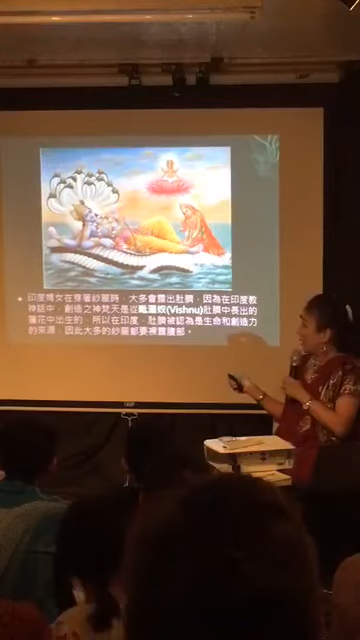 印度婦女在穿著紗麗時，大多會露出肚臍，因為在印度教
神話中，創造之神梵天是從毗濕奴(Vishnu)肚臍中長出的
蓮花中出生的，所以在印度，肚臍被認為是生命和創造力
的來源，因此大多的紗麗都要裸露腹部。